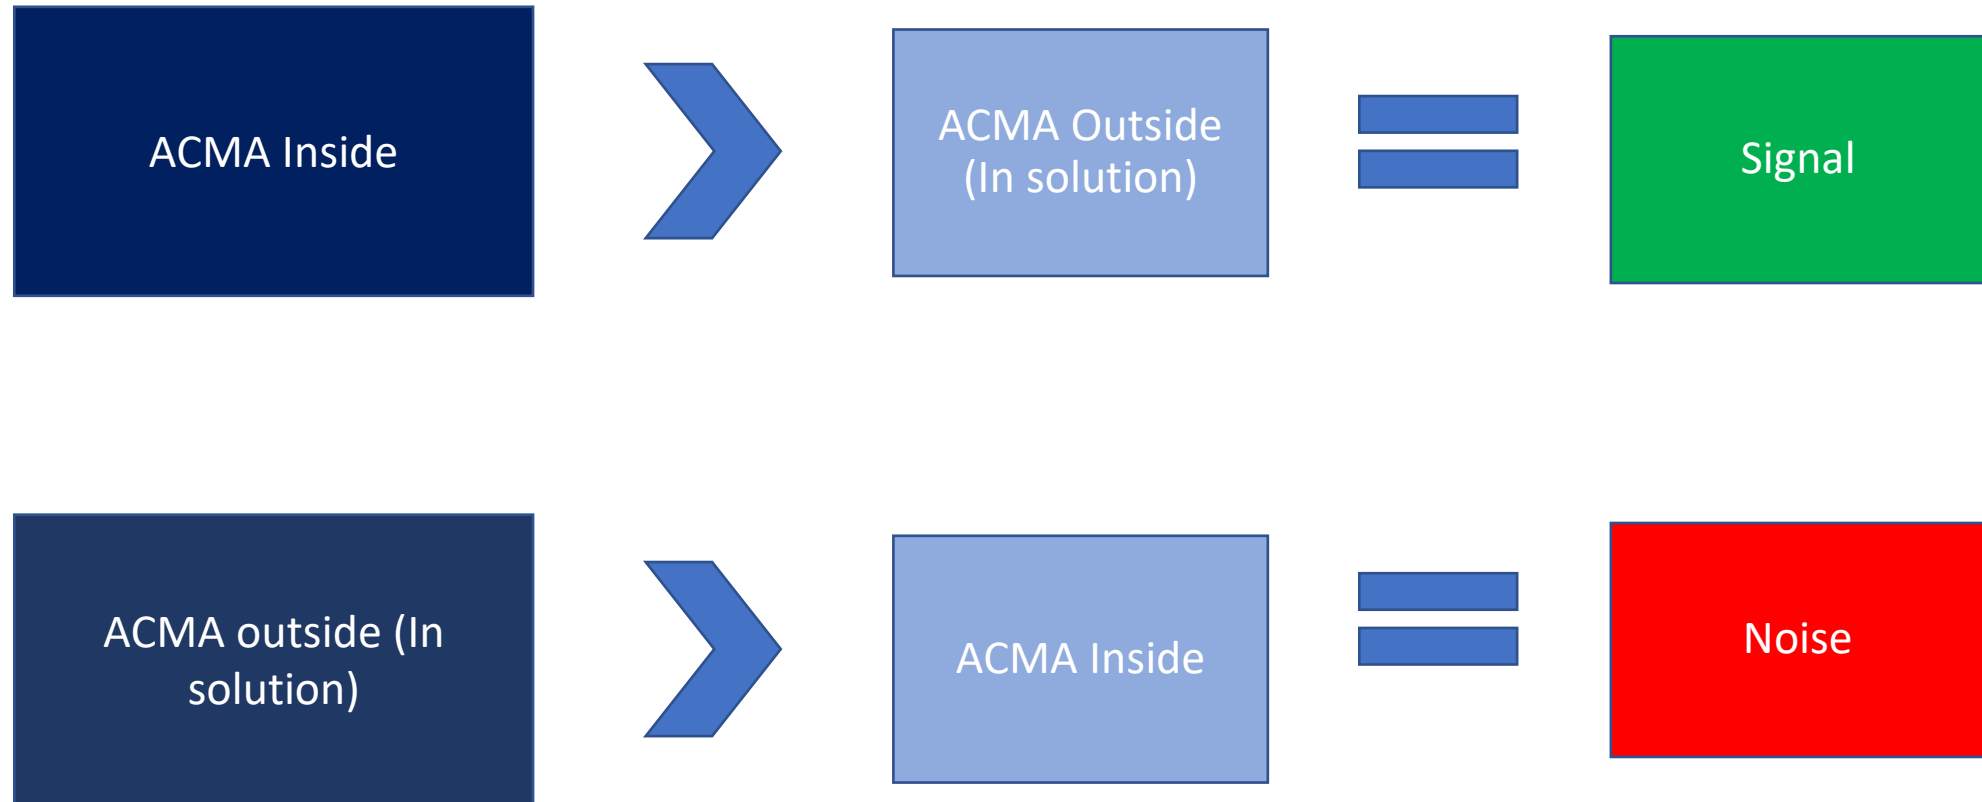 ACMA Inside
ACMA Outside
(In solution)
Signal
ACMA outside (In
solution)
ACMA Inside
Noise